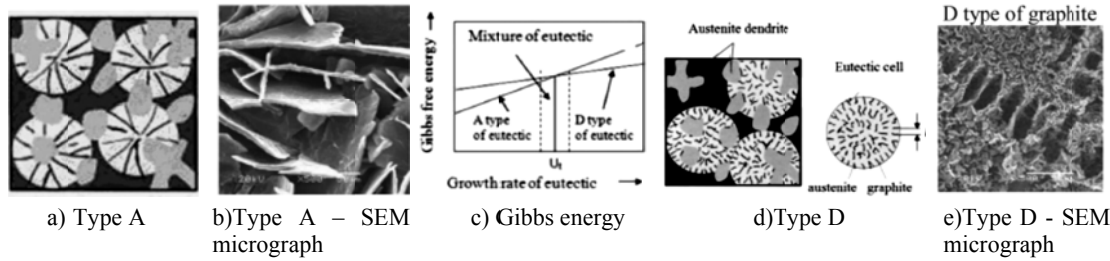 Gibbs free energy
Mixture of eutectic
A type
of eutectic
D type
of eutectic
Growth rate of eutectic
Austenite dendrite
Eutectic cell
austenite graphite
D type of graphite
a) Type A
b)Type A – SEM
micrograph
c) Gibbs energy
d)Type D
e)Type D - SEM
micrograph